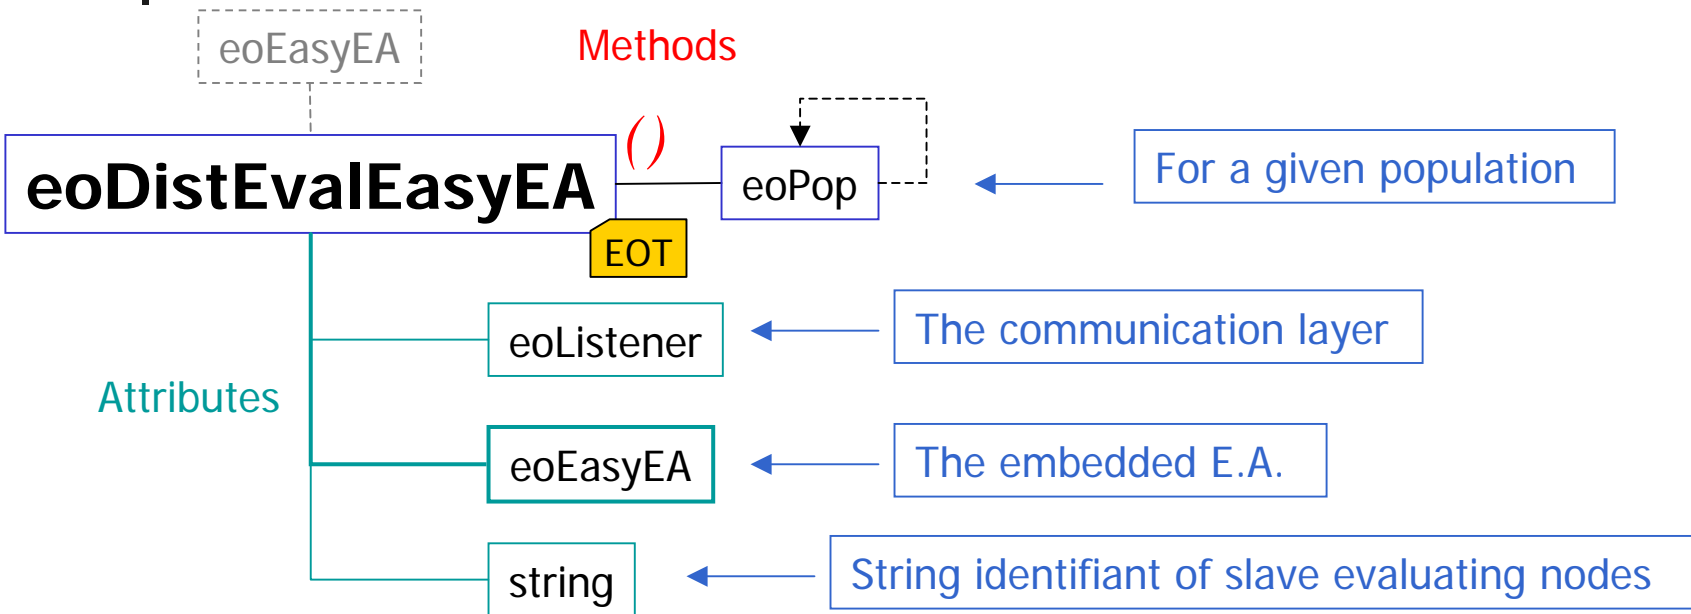 eoEasyEA
Methods
eoDistEvalEasyEA
()
eoPop
For a given population
EOT
eoListener
The communication layer
Attributes
eoEasyEA
The embedded E.A.
string
String identifiant of slave evaluating nodes